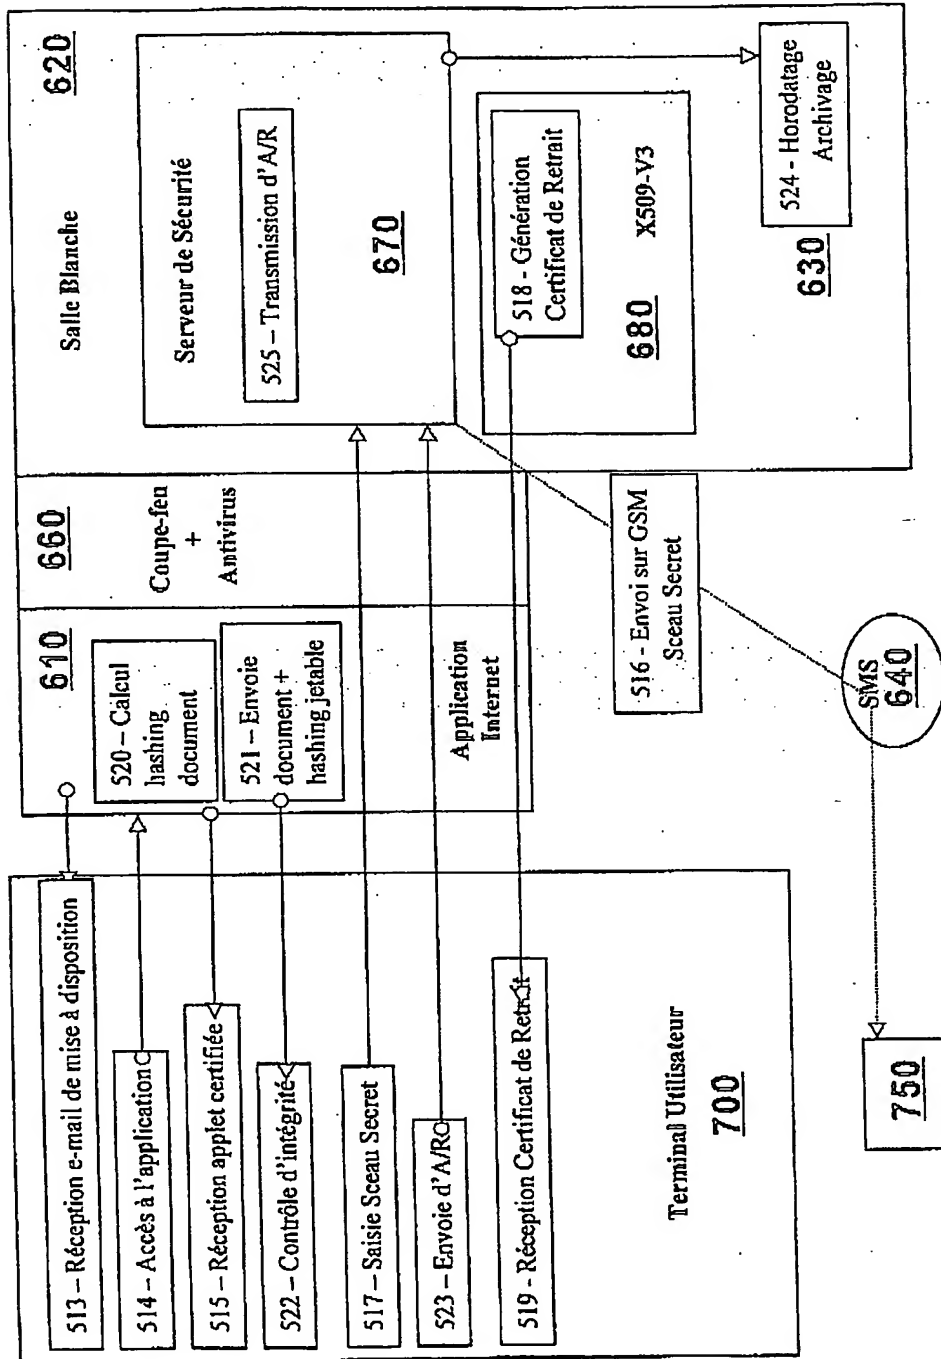 513 – Réception e-mail de mise à disposition
514 – Accès à l'application
515 – Réception applet certifiée
522 – Contrôle d'intégrité
517 – Saisie Sceau Secret
523 – Envoie d'A/R
519 - Réception Certificat de Retrait
Terminal Utilisateur
700
750
610
520 – Calcul
hashing
document
521 – Envoie
document +
hashing jetable
Application
Internet
660
Coupe-feu
+
Antivirus
516 - Envoi sur GSM
Sceau Secret
SMS
640
Salle Blanche
620
Serveur de Sécurité
525 – Transmission d'A/R
670
518 - Génération
Certificat de Retrait
680
X509-V3
630
524 - Horodatage
Archivage